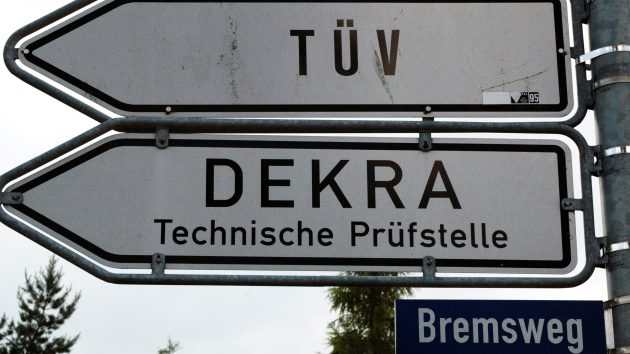 TÜV
DEKRA
Technische Prüfstelle
Bremsweg